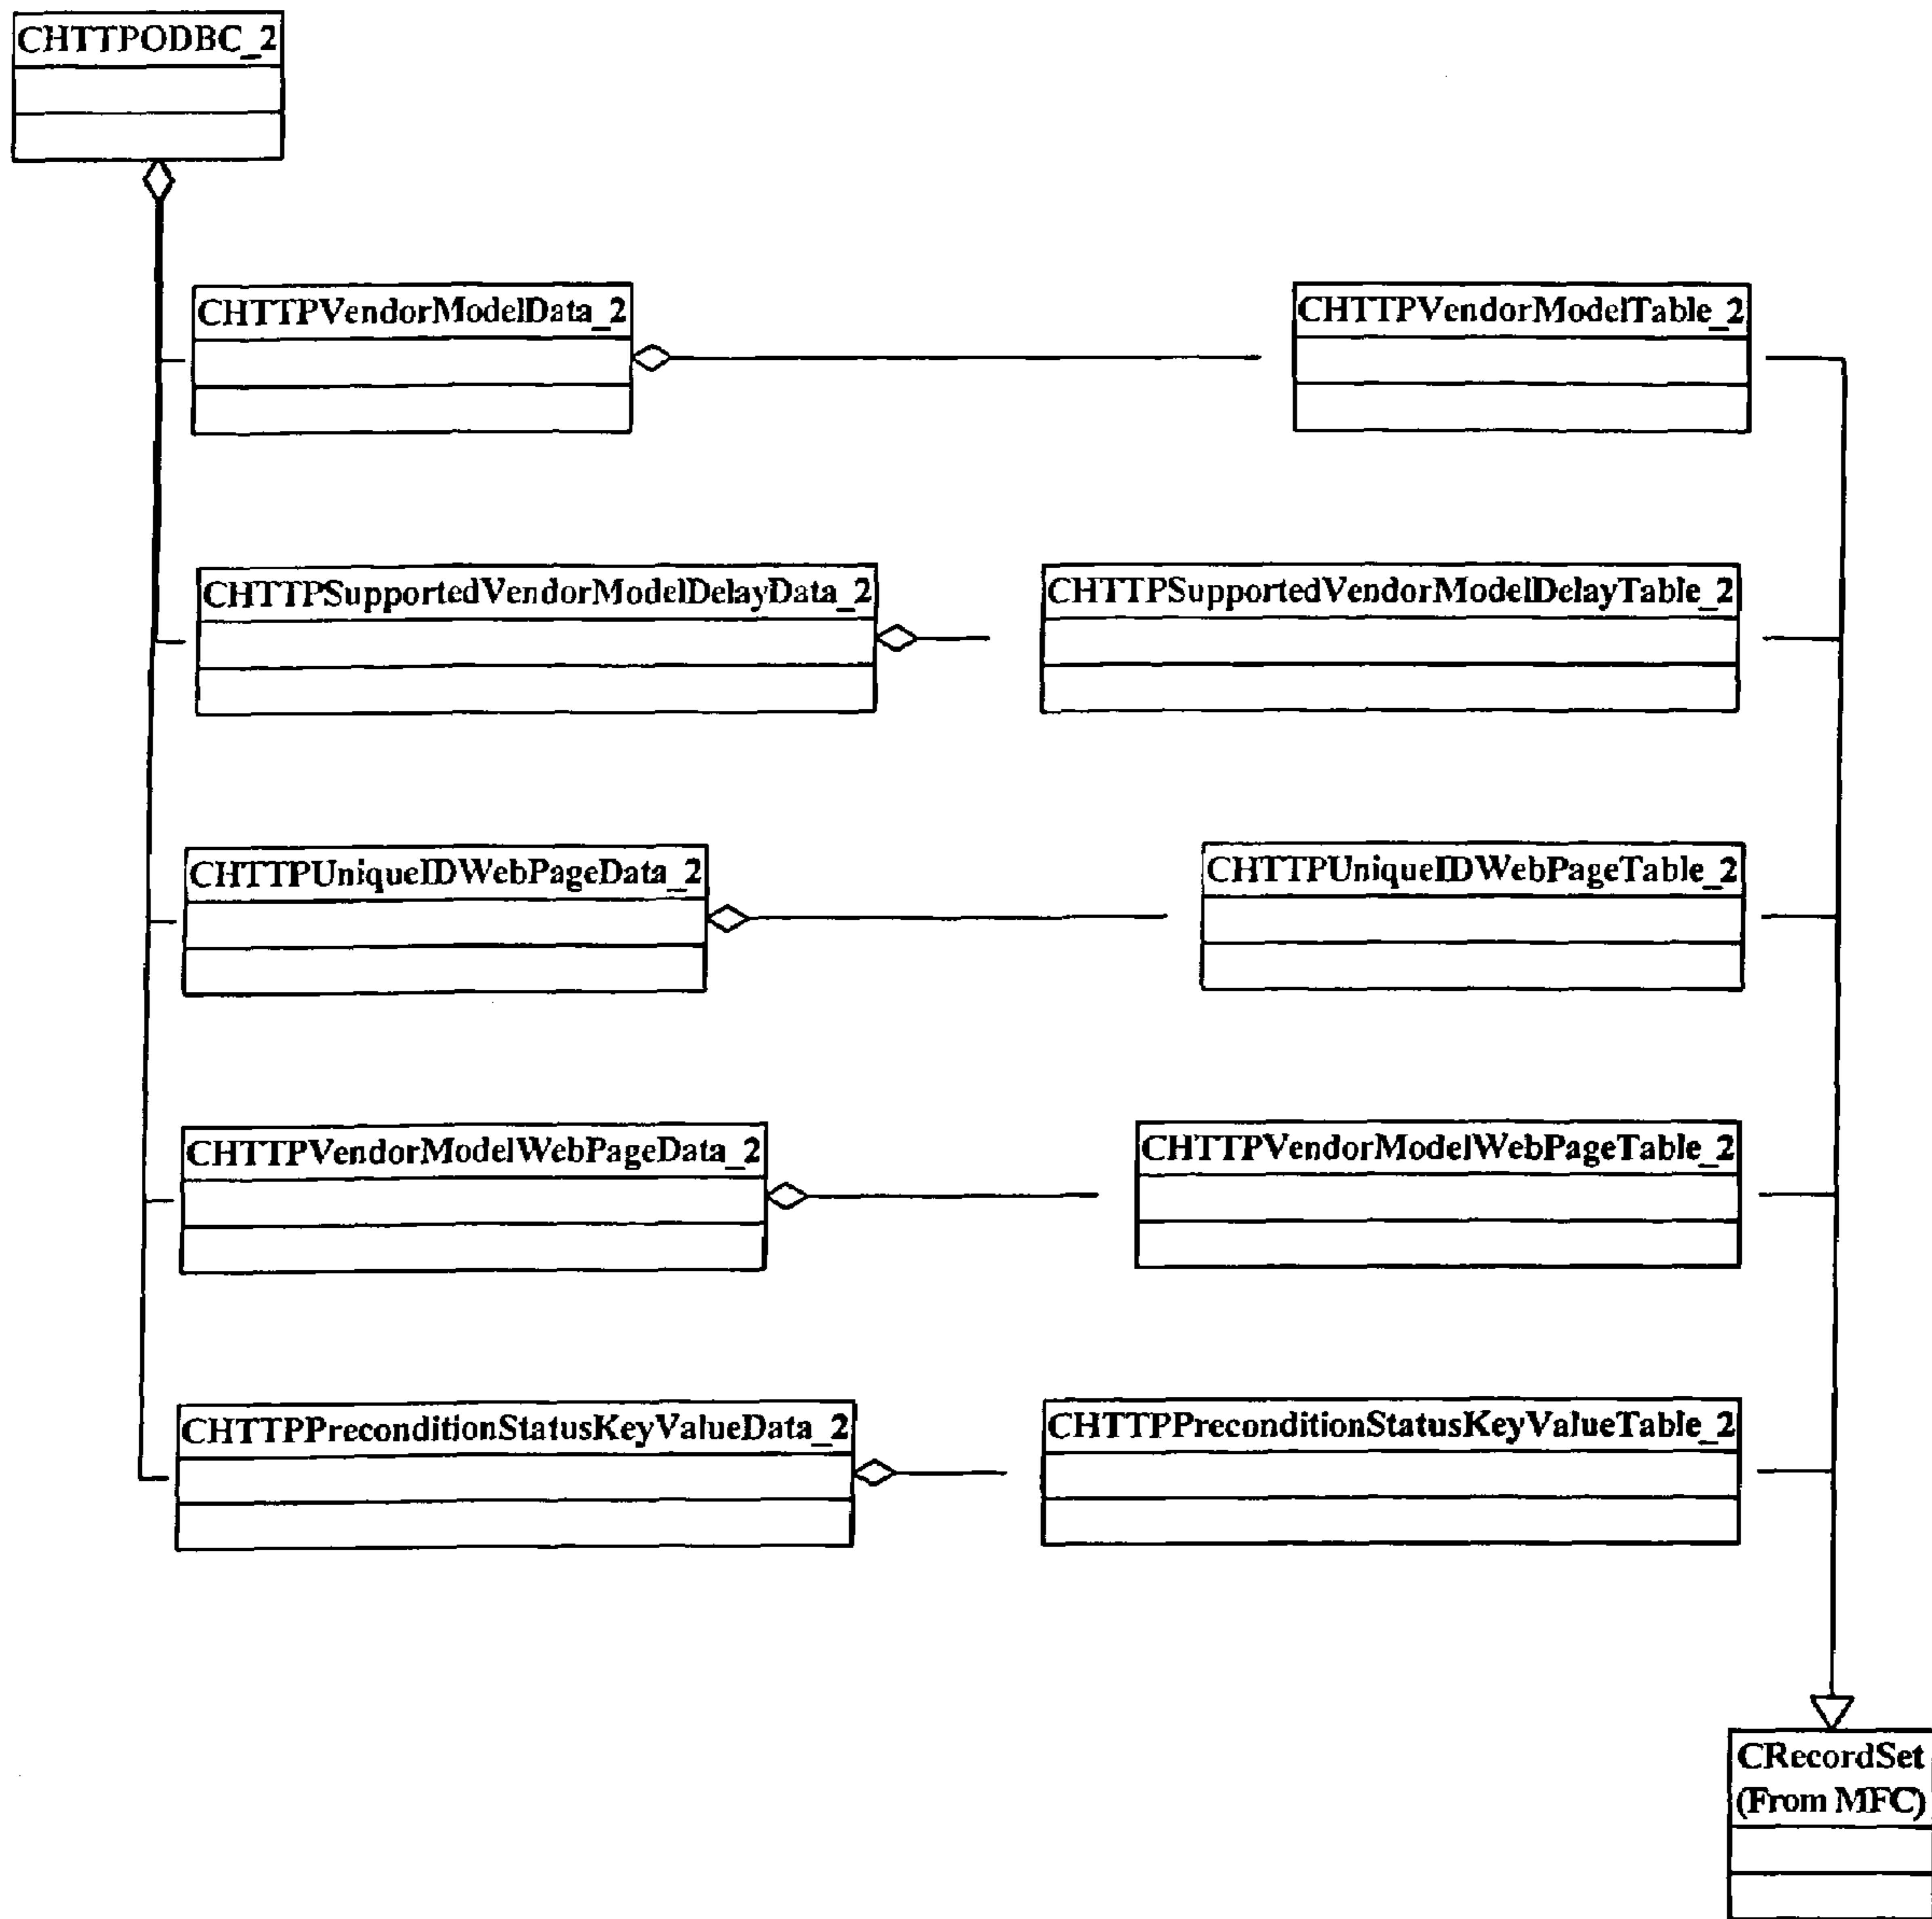 CHTTPODBC_2
CHTTPVendorModelData_2
CHTTPVendorModelTable_2
CHTTPSupportedVendorModelDelayData_2
CHTTPSupportedVendorModelDelayTable_2
CHTTPUniqueIDWebPageData_2
CHTTPUniqueIDWebPageTable_2
CHTTPVendorModelWebPageData_2
CHTTPVendorModelWebPageTable_2
CHTTPPreconditionStatusKeyValueData_2
CHTTPPreconditionStatusKeyValueTable_2
CRecordSet
(From MFC)